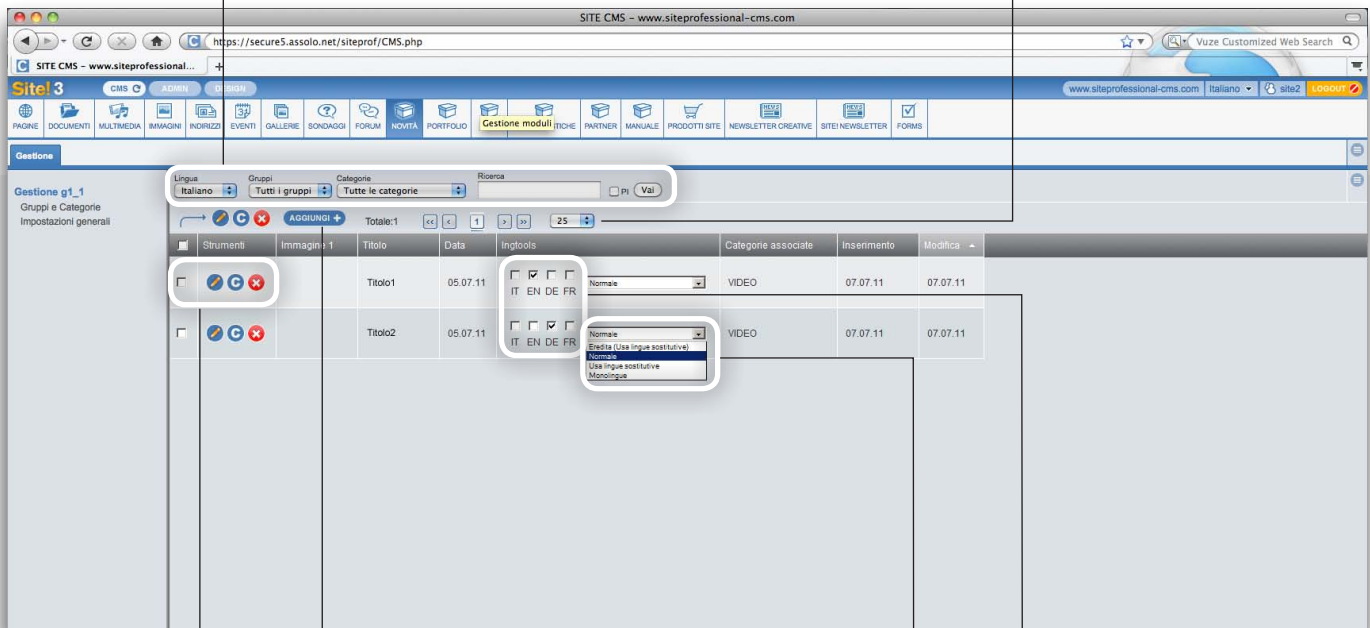 SITE CMS – www.siteprofessional-cms.com
https://secure5.assolo.net/siteprof/CMS.php
Vuze Customized Web Search
SITE CMS – www.siteprofessional...
Site! 3 CMS ADMIN DESIGN www.siteprofessional-cms.com Italiano site2 LOGOUT
PAGINE DOCUMENTI MULTIMEDIA IMMAGINI INDIRIZZI EVENTI GALLERIE SONDAGGI FORUM NOVITÀ PORTFOLIO TICHE PARTNER MANUALE PRODOTTI SITE NEWSLETTER CREATIVE SITE! NEWSLETTER FORMS
Gestione moduli
Gestione
Lingua Gruppi Categorie Ricerca
Italiano Tutti i gruppi Tutte le categorie PI Vai
Gestione g1_1
Gruppi e Categorie
Impostazioni generali
AGGIUNGI + Totale:1 << < 1 > >> 25
Strumenti Immagine 1 Titolo Data Ingtools Categorie associate Inserimento Modifica
Titolo1 05.07.11 IT EN DE FR Normale VIDEO 07.07.11 07.07.11
Titolo2 05.07.11 IT EN DE FR Normale VIDEO 07.07.11 07.07.11
Eredita (Usa lingue sostitutive)
Normale
Usa lingue sostitutive
Monolingue